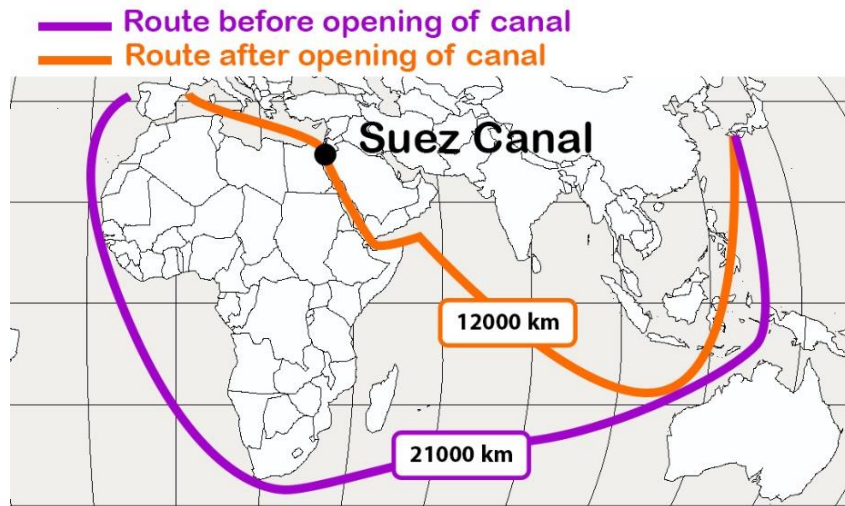 Route before opening of canal
Route after opening of canal
Suez Canal
12000 km
21000 km